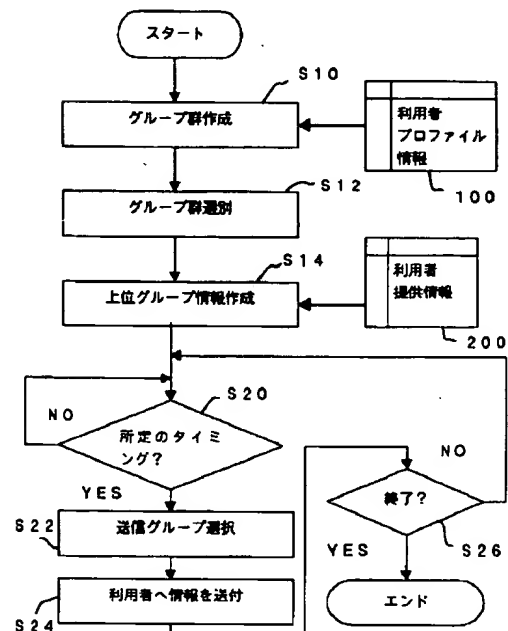 スタート
S10
グループ群作成
利用者
プロファイル
情報
100
S12
グループ群選別
S14
上位グループ情報作成
利用者
提供情報
200
S20
NO
所定のタイミ
ング?
YES
S22
送信グループ選択
S24
利用者へ情報を送付
NO
終了?
YES
S26
エンド